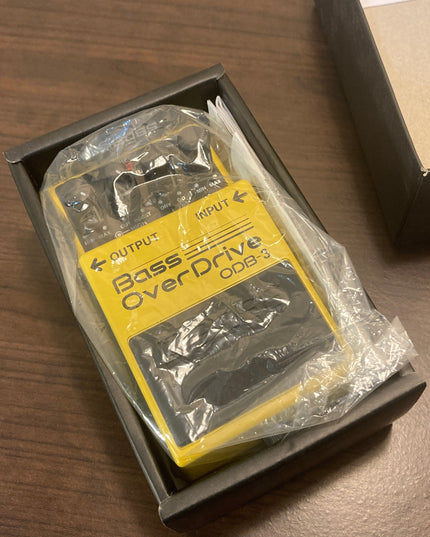 OUTPUT
INPUT
Bass
OverDrive
ODB-3